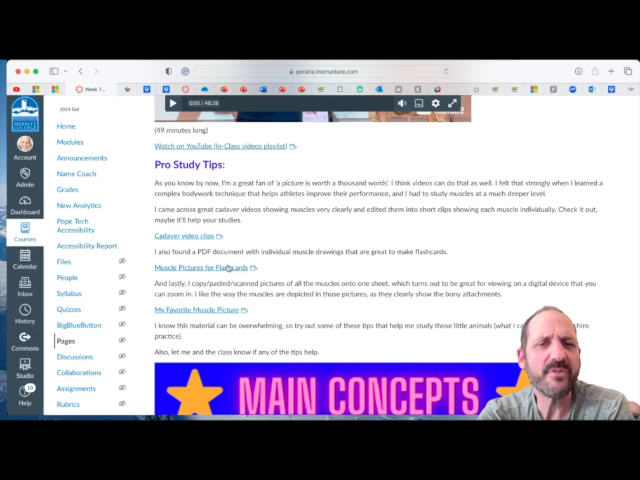 Week 7...
peralta.instructure.com
MERRITT
COLLEGE
Account
Admin
Dashboard
Courses
Calendar
Inbox
History
Commons
Studio
10
Help
2024 Fall
Home
Modules
Announcements
Name Coach
Grades
New Analytics
Pope Tech
Accessibility
Accessibility Report
Files
People
Syllabus
Quizzes
BigBlueButton
Pages
Discussions
Collaborations
Assignments
Rubrics
0:00 / 48:38
(49 minutes long)
Watch on YouTube (In-Class videos playlist)
Pro Study Tips:
As you know by now, I'm a great fan of 'a picture is worth a thousand words'. I think videos can do that as well. I felt that strongly when I learned a
complex bodywork technique that helps athletes improve their performance, and I had to study muscles at a much deeper level.
I came across great cadaver videos showing muscles very clearly and edited them into short clips showing each muscle individually. Check it out,
maybe it'll help your studies.
Cadaver video clips
I also found a PDF document with individual muscle drawings that are great to make flashcards.
Muscle Pictures for Flashcards
And lastly, I copy/pasted/scanned pictures of all the muscles onto one sheet, which turns out to be great for viewing on a digital device that you
can zoom in. I like the way the muscles are depicted in those pictures, as they clearly show the bony attachments.
My Favorite Muscle Picture
I know this material can be overwhelming, so try out some of these tips that help me study those little animals (what I ca chiro
practice).
Also, let me and the class know if any of the tips help.
MAIN CONCEPTS